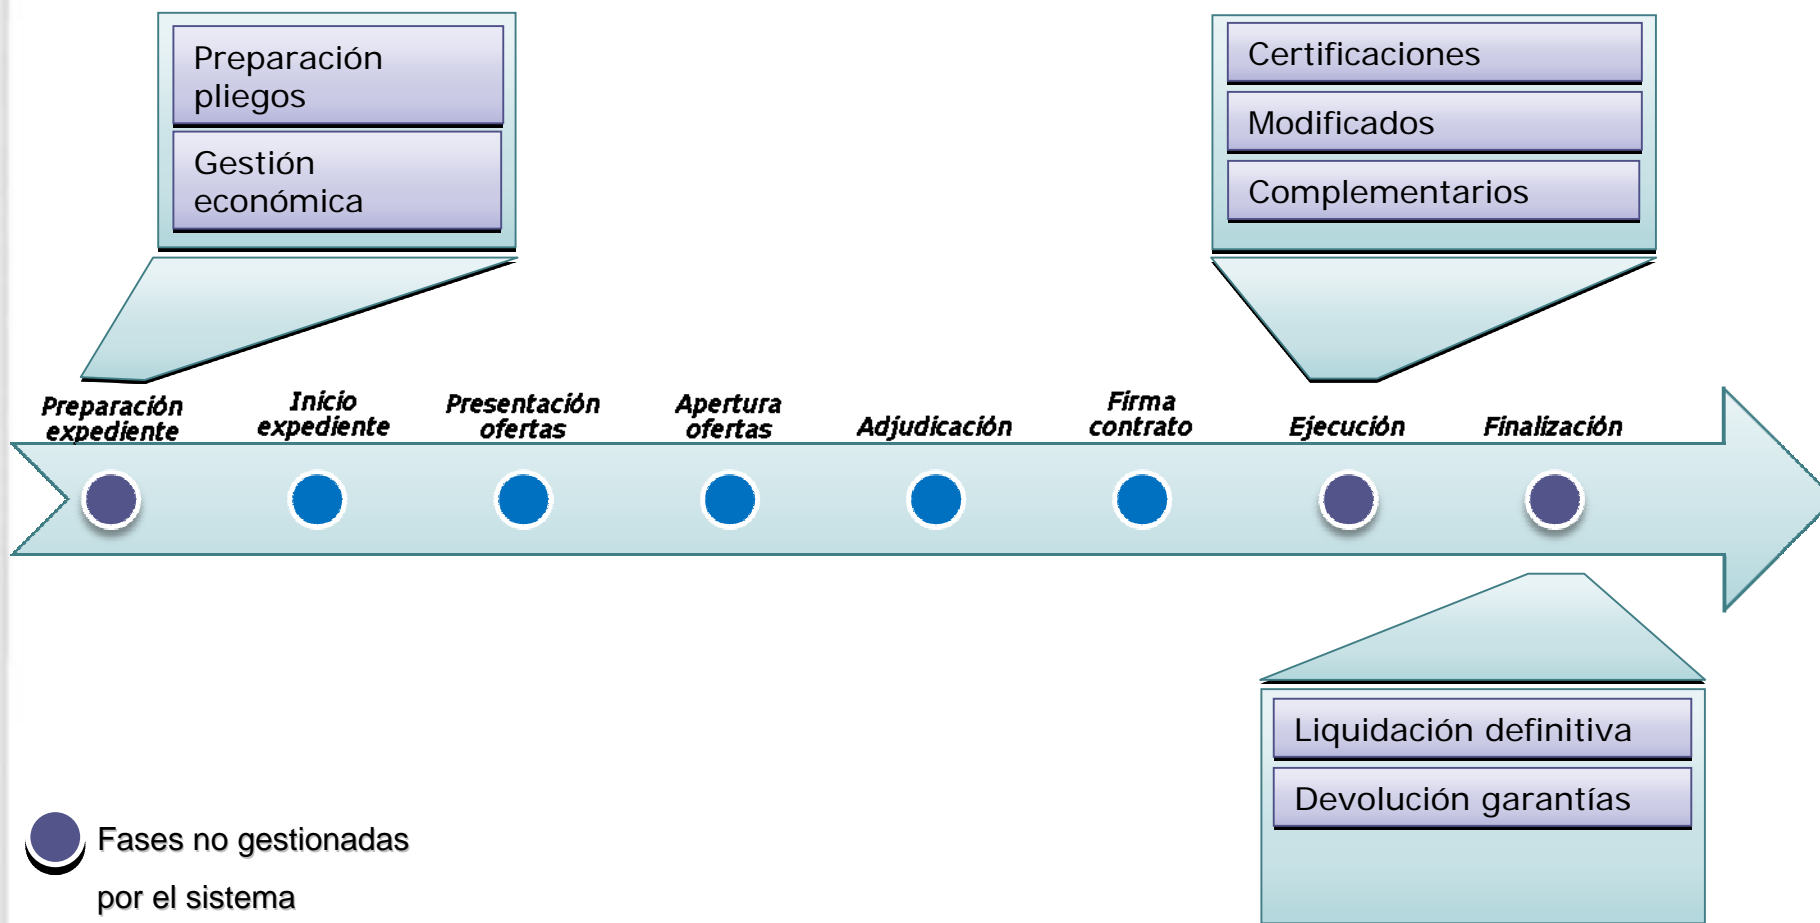 Preparación
pliegos
Gestión
económica
Certificaciones
Modificados
Complementarios
Preparación
expediente
Inicio
expediente
Presentación
ofertas
Apertura
ofertas
Adjudicación
Firma
contrato
Ejecución
Finalización
Liquidación definitiva
Devolución garantías
Fases no gestionadas
por el sistema